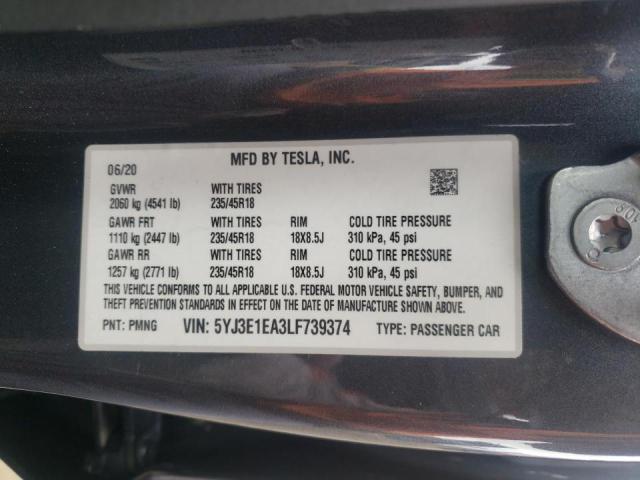 MFD BY TESLA, INC.
06/20
GVWR WITH TIRES
2060 kg (4541 lb) 235/45R18
GAWR FRT WITH TIRES RIM COLD TIRE PRESSURE
1110 kg (2447 lb) 235/45R18 18X8.5J 310 kPa, 45 psi
GAWR RR WITH TIRES RIM COLD TIRE PRESSURE
1257 kg (2771 lb) 235/45R18 18X8.5J 310 kPa, 45 psi
THIS VEHICLE CONFORMS TO ALL APPLICABLE U.S. FEDERAL MOTOR VEHICLE SAFETY, BUMPER, AND
THEFT PREVENTION STANDARDS IN EFFECT ON THE DATE OF MANUFACTURE SHOWN ABOVE.
PNT: PMNG VIN: 5YJ3E1EA3LF739374 TYPE: PASSENGER CAR